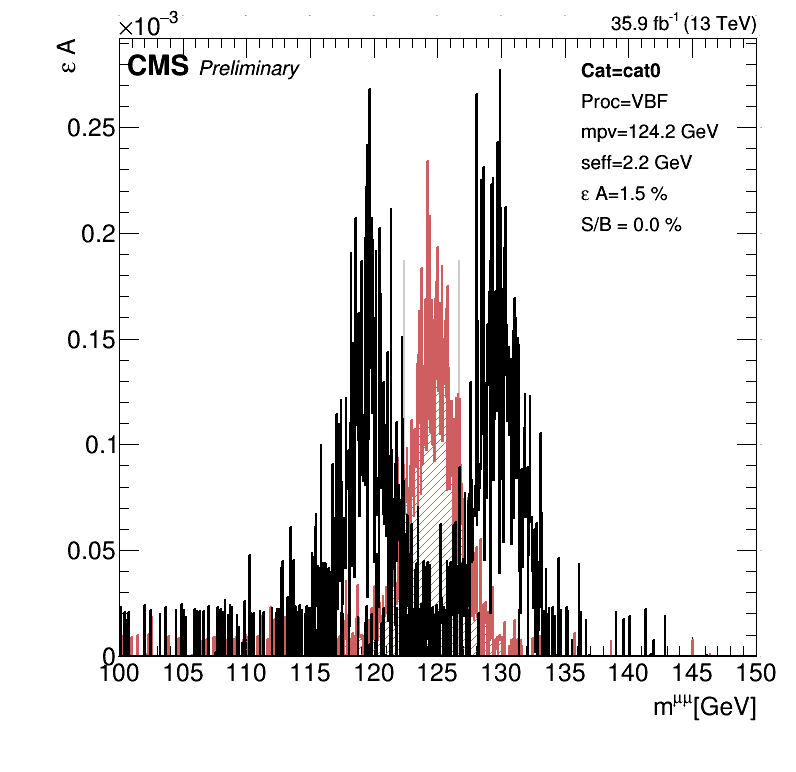 ×10⁻³
35.9 fb⁻¹ (13 TeV)
ε A
CMS Preliminary
Cat=cat0
Proc=VBF
mpv=124.2 GeV
seff=2.2 GeV
ε A=1.5 %
S/B = 0.0 %
0.25
0.2
0.15
0.1
0.05
0
100 105 110 115 120 125 130 135 140 145 150
m^μμ[GeV]